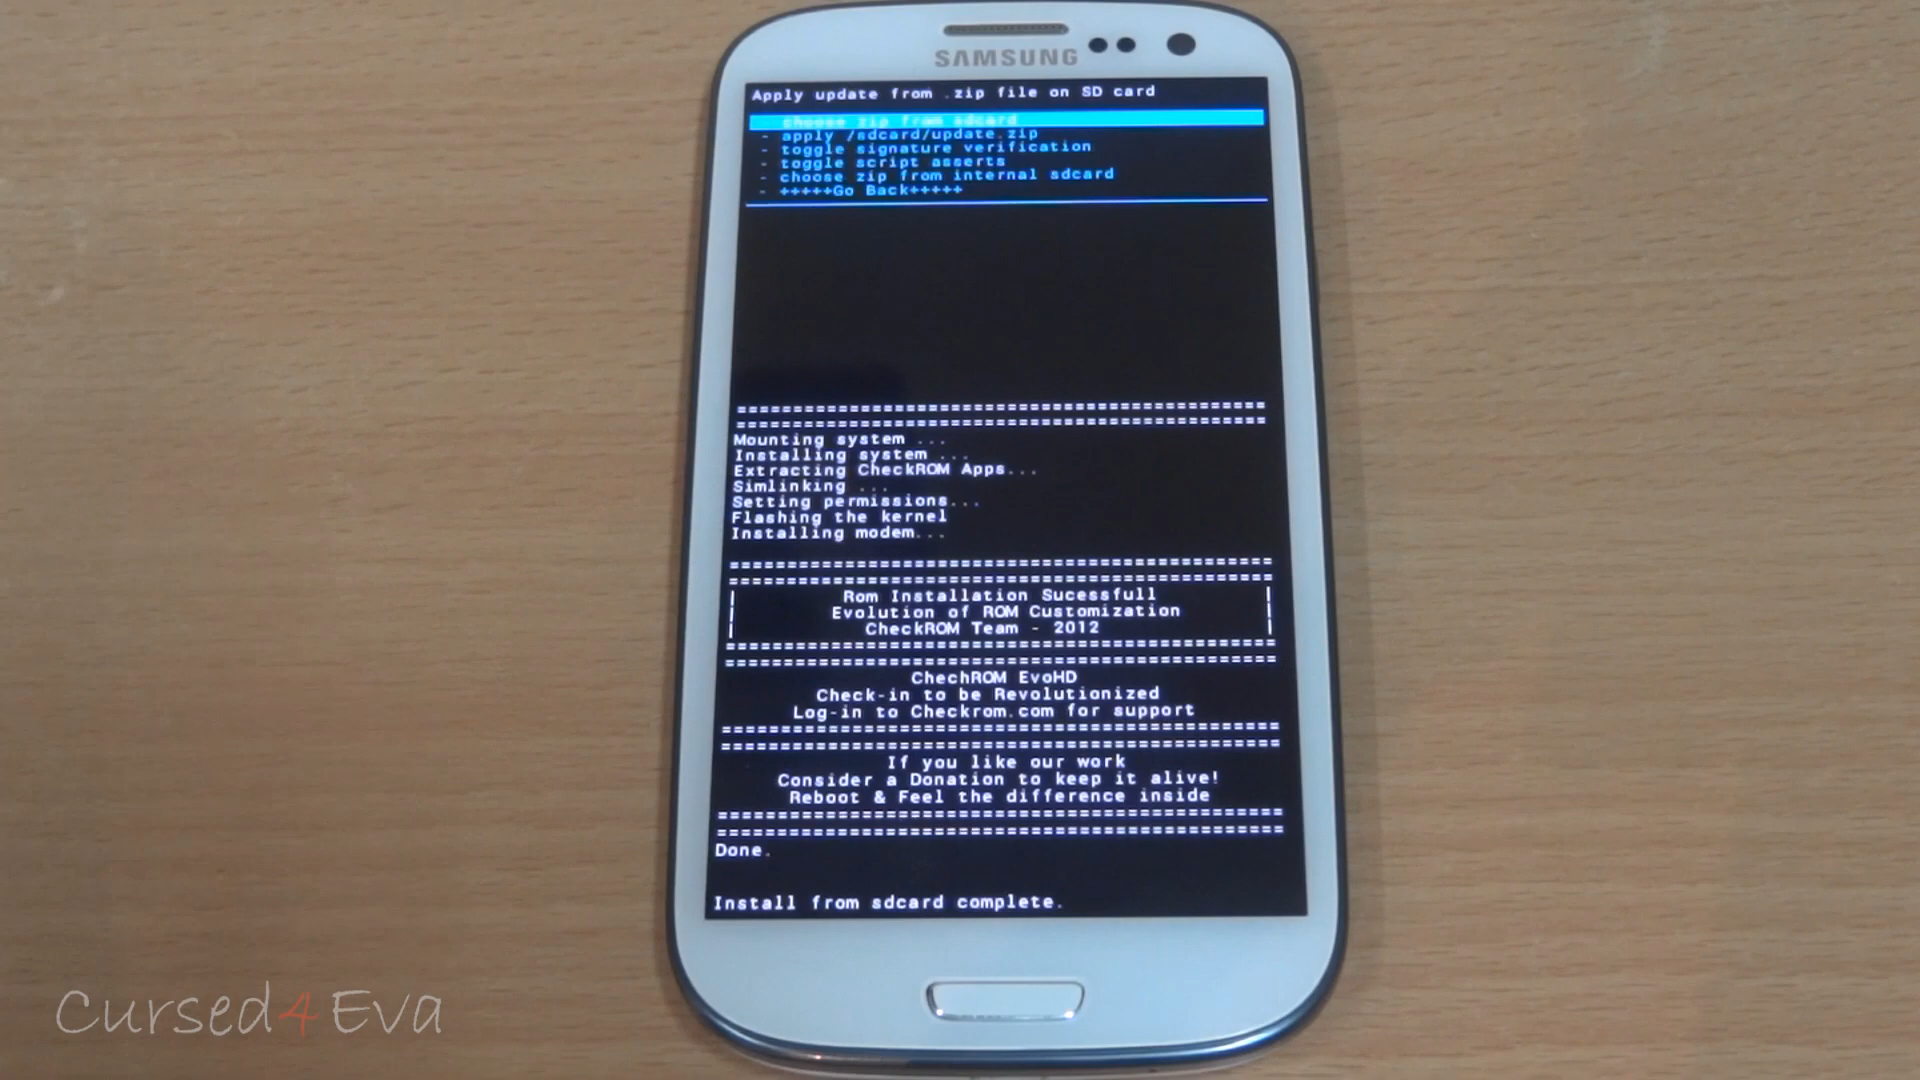 SAMSUNG
Apply update from .zip file on SD card
- choose zip from sdcard
- apply /sdcard/update.zip
- toggle signature verification
- toggle script asserts
- choose zip from internal sdcard
- +++++Go Back+++++
==================================================
==================================================
Mounting system ...
Installing system ...
Extracting CheckROM Apps...
Simlinking ...
Setting permissions...
Flashing the kernel
Installing modem...
==================================================
==================================================
| Rom Installation Sucessfull |
| Evolution of ROM Customization |
| CheckROM Team - 2012 |
==================================================
==================================================
ChechROM EvoHD
Check-in to be Revolutionized
Log-in to Checkrom.com for support
==================================================
==================================================
If you like our work
Consider a Donation to keep it alive!
Reboot & Feel the difference inside
==================================================
==================================================
Done.
Install from sdcard complete.
Cursed4Eva